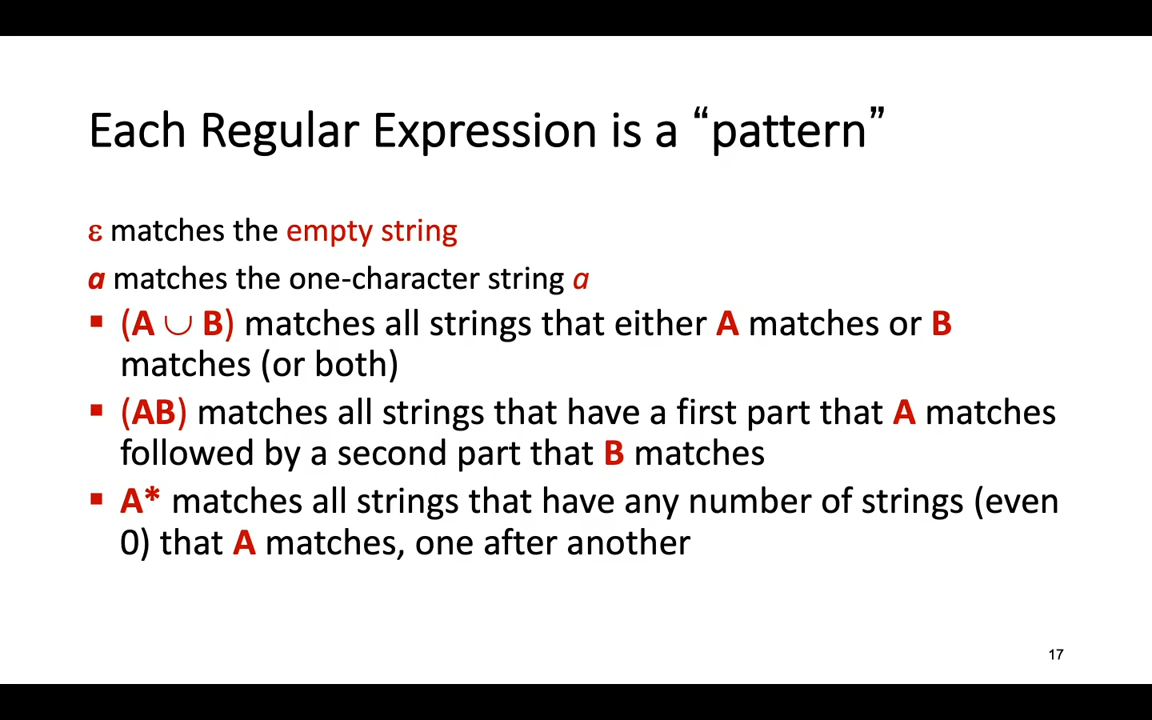 Each Regular Expression is a “pattern”
ε matches the empty string
a matches the one-character string a
▪ (A ∪ B) matches all strings that either A matches or B
matches (or both)
▪ (AB) matches all strings that have a first part that A matches
followed by a second part that B matches
▪ A* matches all strings that have any number of strings (even
0) that A matches, one after another
17